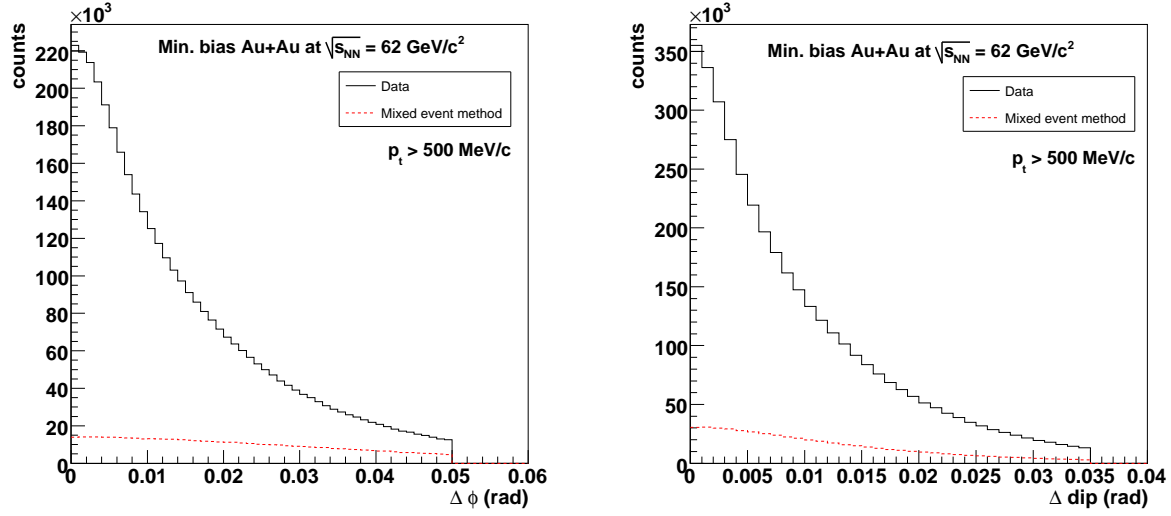 ×10³
counts
Min. bias Au+Au at √s_NN = 62 GeV/c²
Data
Mixed event method
p_t > 500 MeV/c
220
200
180
160
140
120
100
80
60
40
20
0
0 0.01 0.02 0.03 0.04 0.05 0.06
Δ ϕ (rad)
×10³
counts
Min. bias Au+Au at √s_NN = 62 GeV/c²
Data
Mixed event method
p_t > 500 MeV/c
350
300
250
200
150
100
50
0
0 0.005 0.01 0.015 0.02 0.025 0.03 0.035 0.04
Δ dip (rad)